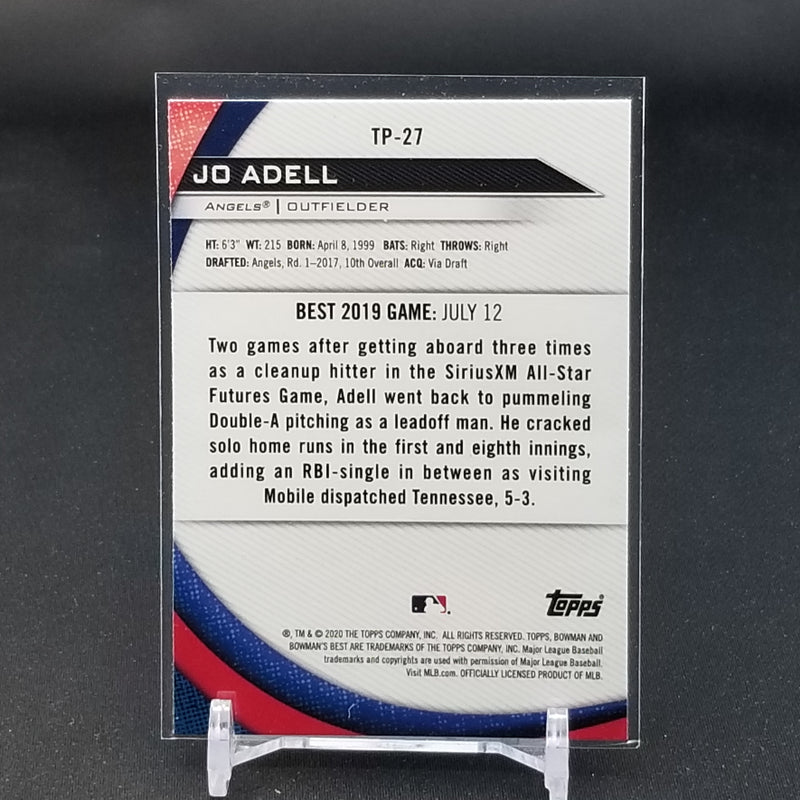 TP-27
JO ADELL
ANGELS® | OUTFIELDER
HT: 6'3" WT: 215 BORN: April 8, 1999 BATS: Right THROWS: Right
DRAFTED: Angels, Rd. 1–2017, 10th Overall ACQ: Via Draft
BEST 2019 GAME: JULY 12
Two games after getting aboard three times
as a cleanup hitter in the SiriusXM All-Star
Futures Game, Adell went back to pummeling
Double-A pitching as a leadoff man. He cracked
solo home runs in the first and eighth innings,
adding an RBI-single in between as visiting
Mobile dispatched Tennessee, 5-3.
Topps®
®, TM & © 2020 THE TOPPS COMPANY, INC. ALL RIGHTS RESERVED. TOPPS, BOWMAN AND
BOWMAN'S BEST ARE TRADEMARKS OF THE TOPPS COMPANY, INC. Major League Baseball
trademarks and copyrights are used with permission of Major League Baseball.
Visit MLB.com. OFFICIALLY LICENSED PRODUCT OF MLB.